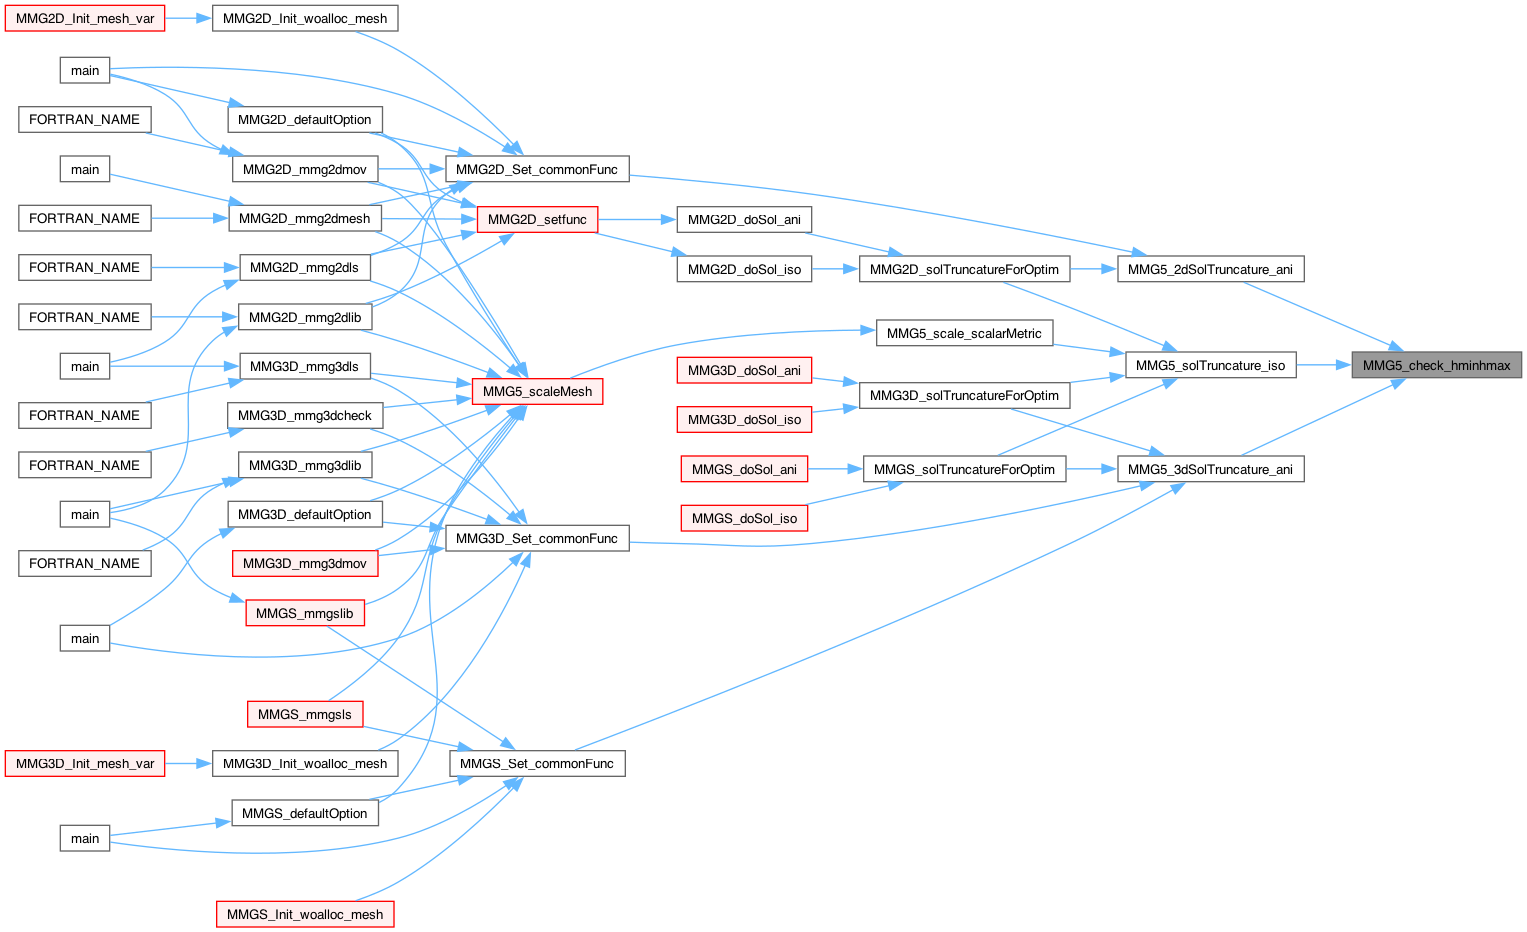 MMG2D_Init_mesh_var
MMG2D_Init_woalloc_mesh
main
FORTRAN_NAME
MMG2D_defaultOption
main
MMG2D_mmg2dmov
MMG2D_Set_commonFunc
FORTRAN_NAME
MMG2D_mmg2dmesh
MMG2D_setfunc
MMG2D_doSol_ani
FORTRAN_NAME
MMG2D_mmg2dls
MMG2D_doSol_iso
MMG2D_solTruncatureForOptim
MMG5_2dSolTruncature_ani
FORTRAN_NAME
MMG2D_mmg2dlib
MMG5_scale_scalarMetric
main
MMG3D_mmg3dls
MMG3D_doSol_ani
MMG5_solTruncature_iso
MMG5_check_hminhmax
MMG5_scaleMesh
MMG3D_solTruncatureForOptim
FORTRAN_NAME
MMG3D_mmg3dcheck
MMG3D_doSol_iso
FORTRAN_NAME
MMG3D_mmg3dlib
MMGS_doSol_ani
MMGS_solTruncatureForOptim
MMG5_3dSolTruncature_ani
main
MMG3D_defaultOption
MMGS_doSol_iso
MMG3D_Set_commonFunc
FORTRAN_NAME
MMG3D_mmg3dmov
MMGS_mmgslib
main
MMGS_mmgsls
MMG3D_Init_mesh_var
MMG3D_Init_woalloc_mesh
MMGS_Set_commonFunc
MMGS_defaultOption
main
MMGS_Init_woalloc_mesh